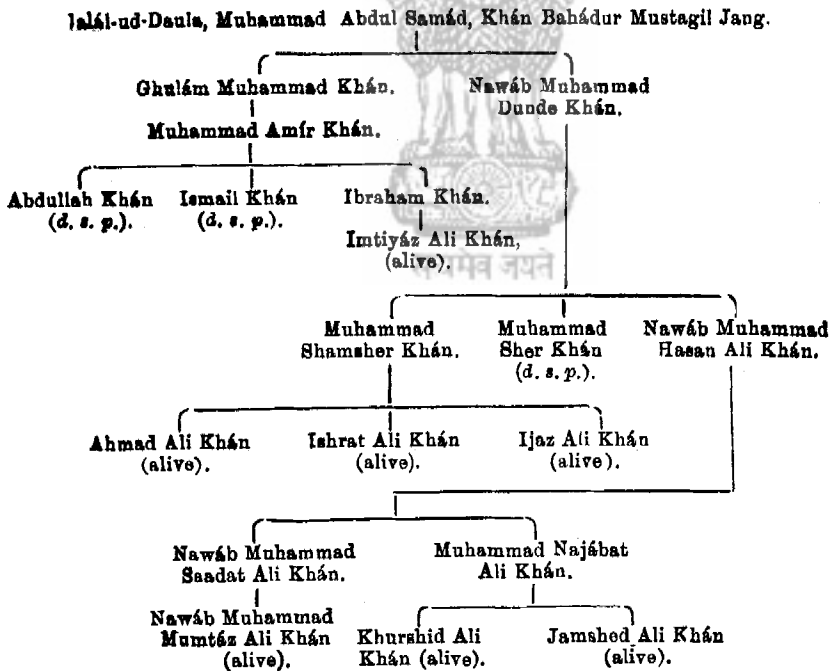 Jalál-ud-Daula, Muhammad Abdul Samád, Khán Bahádur Mustagil Jang.
Ghulám Muhammad Khán. Nawáb Muhammad
Dunde Khán.
Muhammad Amír Khán.
Abdullah Khán Ismail Khán Ibraham Khán.
(d. s. p.). (d. s. p.).
Imtiyáz Ali Khán,
(alive).
सत्यमेव जयते
Muhammad Muhammad Nawáb Muhammad
Shamsher Khán. Sher Khán Hasan Ali Khán.
(d. s. p.).
Ahmad Ali Khán Ishrat Ali Khán Ijaz Ali Khán
(alive). (alive). (alive).
Nawáb Muhammad Muhammad Najábat
Saadat Ali Khán. Ali Khán.
Nawáb Muhammad
Mumtáz Ali Khán Khurshid Ali Jamshed Ali Khán
(alive). Khán (alive). (alive).